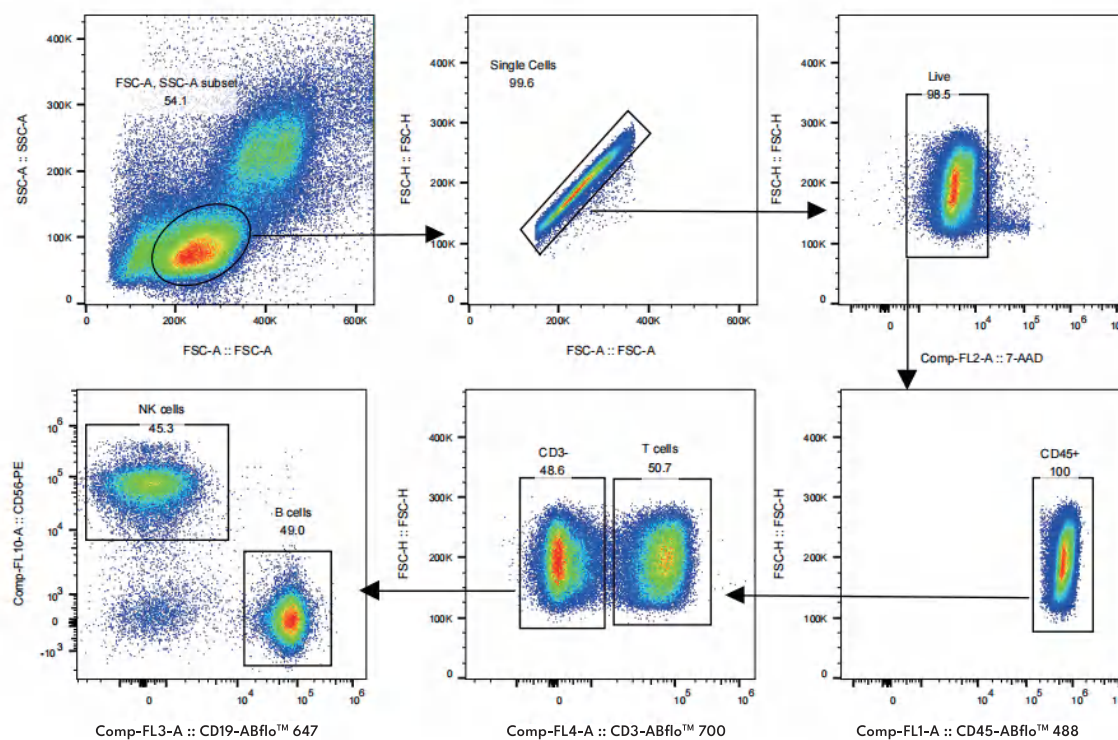 400K
300K
200K
100K
0
SSC-A :: SSC-A
FSC-A, SSC-A subset
54.1
0
200K
400K
600K
FSC-A :: FSC-A
400K
300K
200K
100K
0
FSC-H :: FSC-H
Single Cells
99.6
0
200K
400K
600K
FSC-A :: FSC-A
400K
300K
200K
100K
0
FSC-H :: FSC-H
Live
98.5
0
10^4
10^5
10^6
10
Comp-FL2-A :: 7-AAD
10^6
10^5
10^4
10^3
0
-10^3
Comp-FL10-A :: CD56-PE
NK cells
45.3
B cells
49.0
0
10^4
10^5
10^6
Comp-FL3-A :: CD19-ABflo™ 647
400K
300K
200K
100K
0
FSC-H :: FSC-H
CD3-
48.6
T cells
50.7
0
10^5
10^6
Comp-FL4-A :: CD3-ABflo™ 700
400K
300K
200K
100K
0
FSC-H :: FSC-H
CD45+
100
0
10^4
10^5
10^6
10
Comp-FL1-A :: CD45-ABflo™ 488